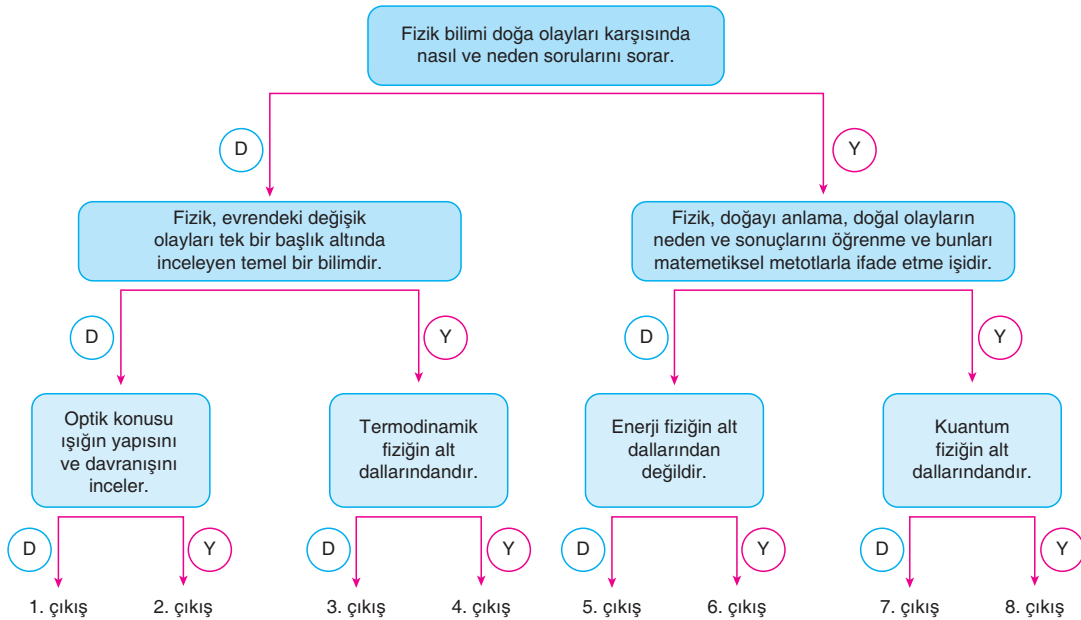 Fizik bilimi doğa olayları karşısında
nasıl ve neden sorularını sorar.
D
Y
Fizik, evrendeki değişik
olayları tek bir başlık altında
inceleyen temel bir bilimdir.
Fizik, doğayı anlama, doğal olayların
neden ve sonuçlarını öğrenme ve bunları
matemetiksel metotlarla ifade etme işidir.
D
Y
D
Y
Optik konusu
ışığın yapısını
ve davranışını
inceler.
Termodinamik
fiziğin alt
dallarındandır.
Enerji fiziğin alt
dallarından
değildir.
Kuantum
fiziğin alt
dallarındandır.
D
Y
D
Y
D
Y
D
Y
1. çıkış
2. çıkış
3. çıkış
4. çıkış
5. çıkış
6. çıkış
7. çıkış
8. çıkış